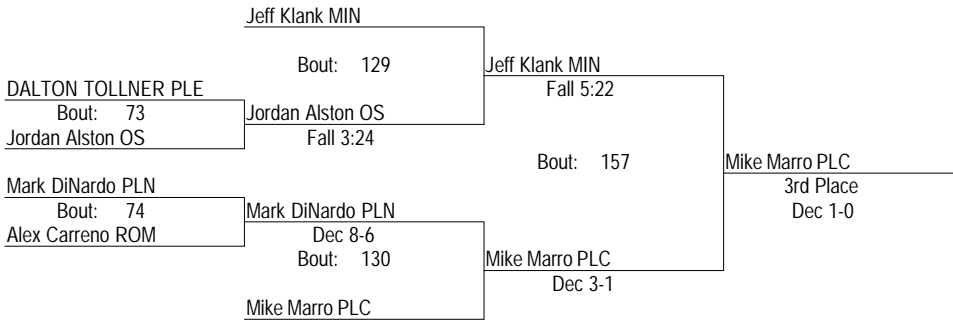 Jeff Klank MIN
Bout: 129
Jeff Klank MIN
Fall 5:22
DALTON TOLLNER PLE
Bout: 73
Jordan Alston OS
Jordan Alston OS
Fall 3:24
Bout: 157
Mike Marro PLC
3rd Place
Dec 1-0
Mark DiNardo PLN
Bout: 74
Mark DiNardo PLN
Alex Carreno ROM
Dec 8-6
Bout: 130
Mike Marro PLC
Dec 3-1
Mike Marro PLC